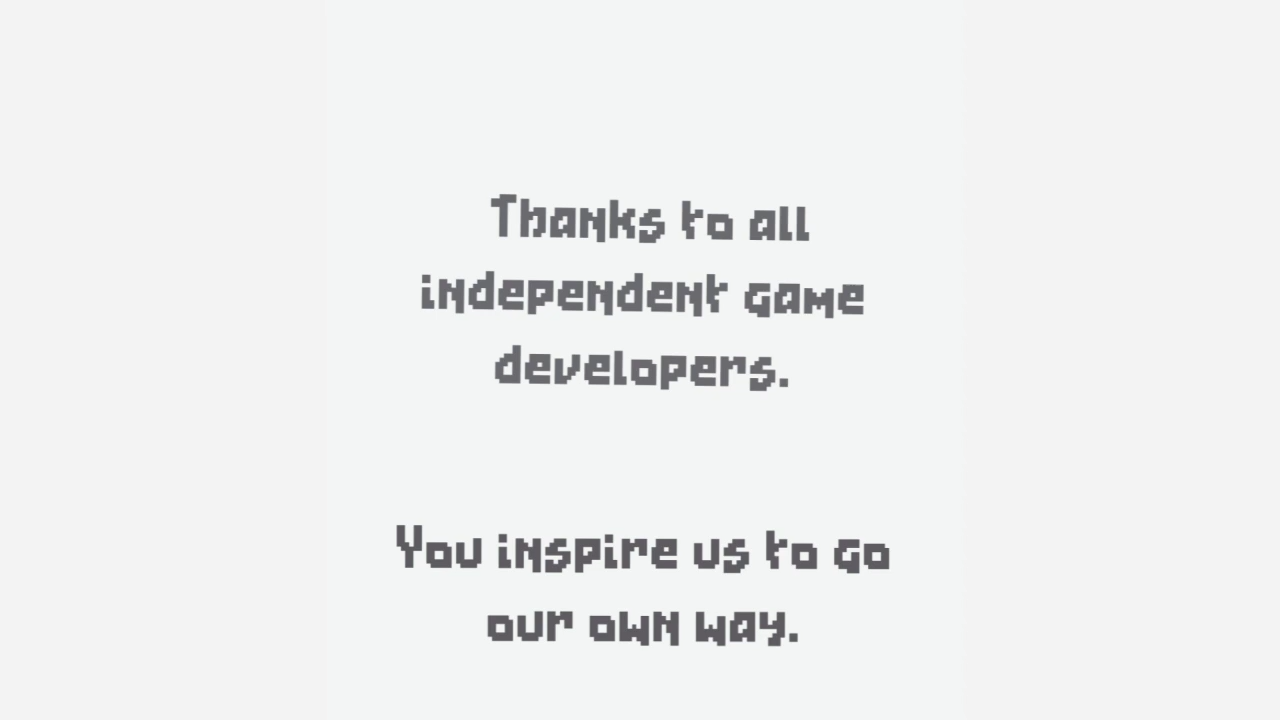 Thanks to all
independent game
developers.
You inspire us to go
our own way.